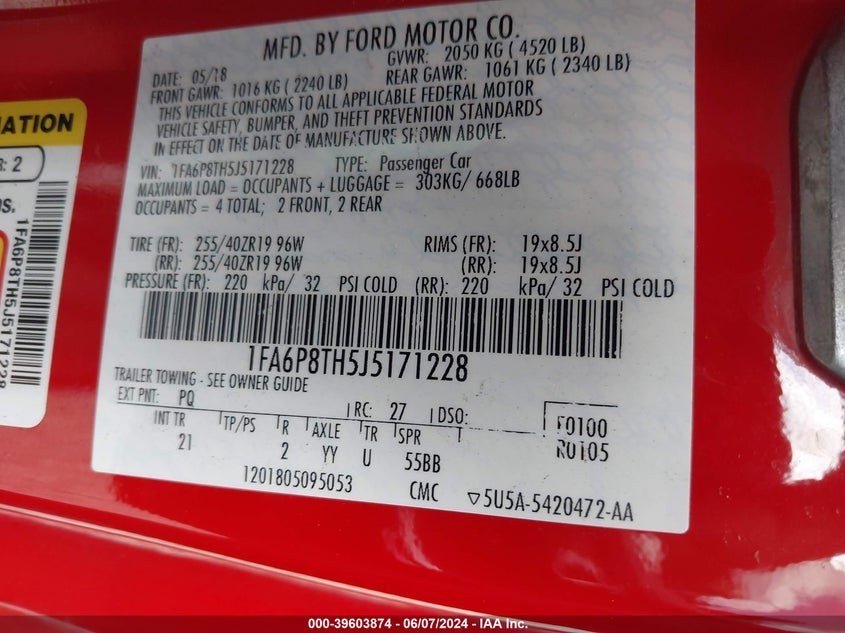 MFD. BY FORD MOTOR CO.
DATE: 05/18
GVWR: 2050 KG ( 4520 LB)
FRONT GAWR: 1016 KG ( 2240 LB)
REAR GAWR: 1061 KG ( 2340 LB)
THIS VEHICLE CONFORMS TO ALL APPLICABLE FEDERAL MOTOR
VEHICLE SAFETY, BUMPER, AND THEFT PREVENTION STANDARDS
IN EFFECT ON THE DATE OF MANUFACTURE SHOWN ABOVE.
VIN: 1FA6P8TH5J5171228 TYPE: Passenger Car
MAXIMUM LOAD = OCCUPANTS + LUGGAGE = 303KG/ 668LB
OCCUPANTS = 4 TOTAL; 2 FRONT, 2 REAR
TIRE (FR): 255/40ZR19 96W RIMS (FR): 19x8.5J
(RR): 255/40ZR19 96W (RR): 19x8.5J
PRESSURE (FR): 220 kPa/ 32 PSI COLD (RR): 220 kPa/ 32 PSI COLD
1FA6P8TH5J5171228
TRAILER TOWING - SEE OWNER GUIDE
EXT PNT: PQ RC: 27 DSO:
INT TR TP/PS R AXLE TR SPR
21 2 YY U 55BB
F0100
R0105
1201805095053 CMC ▽5U5A-5420472-AA
MATION
R: 2
OS.
1FA6P8TH5J5171228
000-39603874 - 06/07/2024 - IAA Inc.